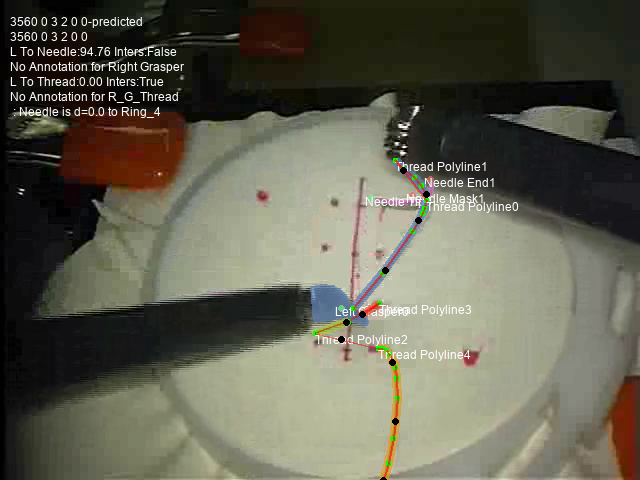 3560 0 3 2 0 0-predicted
3560 0 3 2 0 0
L To Needle:94.76 Inters:False
No Annotation for Right Grasper
L To Thread:0.00 Inters:True
No Annotation for R_G_Thread
: Needle is d=0.0 to Ring_4
Thread Polyline1
Needle End1
Needle Mask1
Thread Polyline0
Thread Polyline3
Thread Polyline2
Thread Polyline4